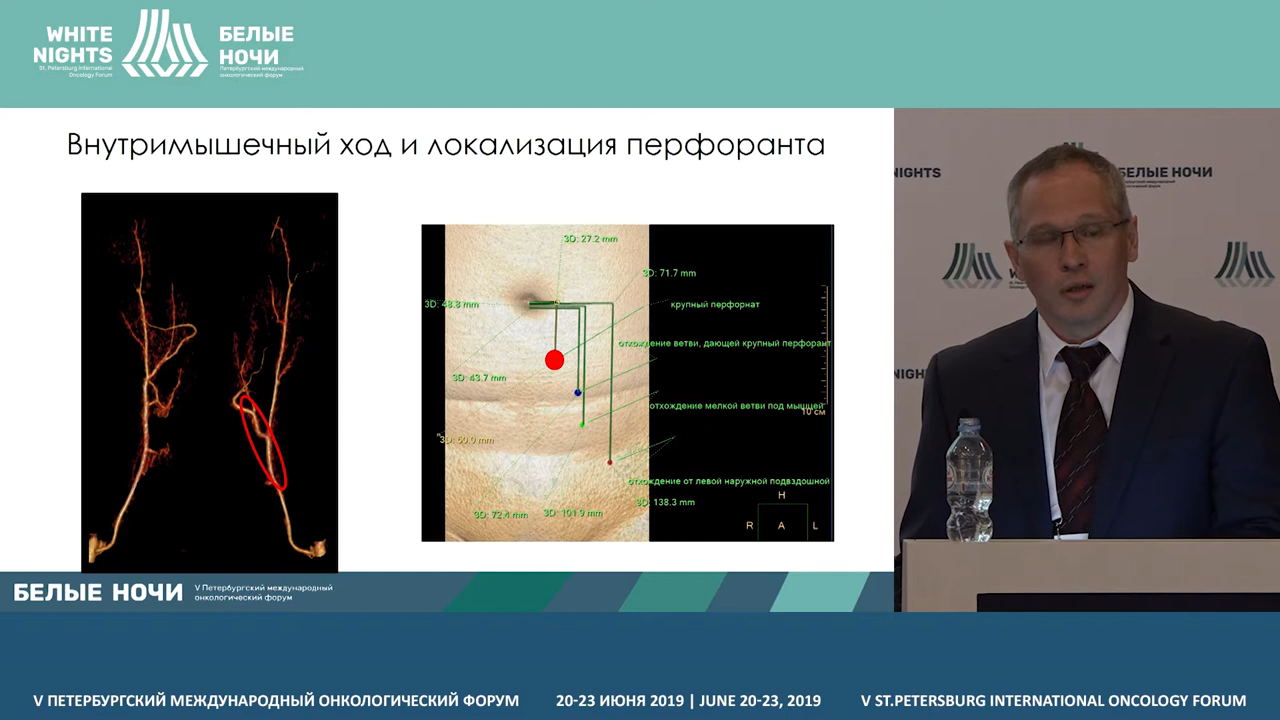 WHITE
NIGHTS
St. Petersburg International
Oncology Forum
БЕЛЫЕ
НОЧИ
Петербургский международный
онкологический форум
Внутримышечный ход и локализация перфоранта
3D: 27.2 mm
3D: 71.7 mm
3D: 48.8 mm
крупный перфорнат
отхождение ветви, дающей крупный перфорант
3D: 43.7 mm
отхождение мелкой ветви под мышцей
10 см
3D: 50.0 mm
отхождение от левой наружной подвздошной
H
3D: 138.3 mm
3D: 72.4 mm
3D: 101.9 mm
R A L
NIGHTS
БЕЛЫЕ НОЧИ
NIGH
БЕЛЫЕ НОЧИ
V Петербургский международный
онкологический форум
V ПЕТЕРБУРГСКИЙ МЕЖДУНАРОДНЫЙ ОНКОЛОГИЧЕСКИЙ ФОРУМ 20-23 ИЮНЯ 2019 | JUNE 20-23, 2019 V ST.PETERSBURG INTERNATIONAL ONCOLOGY FORUM